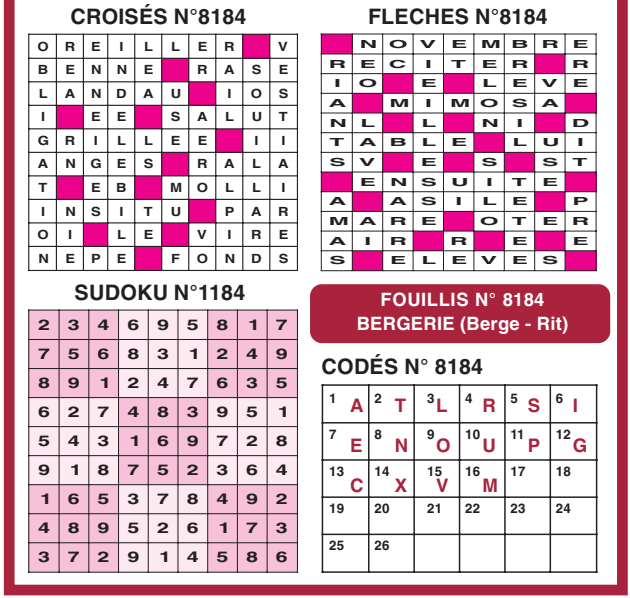 CROISÉS N°8184
O R E I L L E R V
B E N N E R A S E
L A N D A U I O S
I E E S A L U T
G R I L L E E I I
A N G E S R A L A
T E B M O L L I
I N S I T U P A R
O I L E V I R E
N E P E F O N D S
FLECHES N°8184
N O V E M B R E
R E C I T E R R
I O E L E V E
A M I M O S A
N L L N I D
T A B L E L U I
S V E S S T
E N S U I T E
A A S I L E P
M A R E O T E R
A I R R E E
S E L E V E S
SUDOKU N°1184
2 3 4 6 9 5 8 1 7
7 5 6 8 3 1 2 4 9
8 9 1 2 4 7 6 3 5
6 2 7 4 8 3 9 5 1
5 4 3 1 6 9 7 2 8
9 1 8 7 5 2 3 6 4
1 6 5 3 7 8 4 9 2
4 8 9 5 2 6 1 7 3
3 7 2 9 1 4 5 8 6
FOUILLIS N° 8184
BERGERIE (Berge - Rit)
CODÉS N° 8184
1 A 2 T 3 L 4 R 5 S 6 I
7 E 8 N 9 O 10 U 11 P 12 G
13 C 14 X 15 V 16 M 17 18
19 20 21 22 23 24
25 26